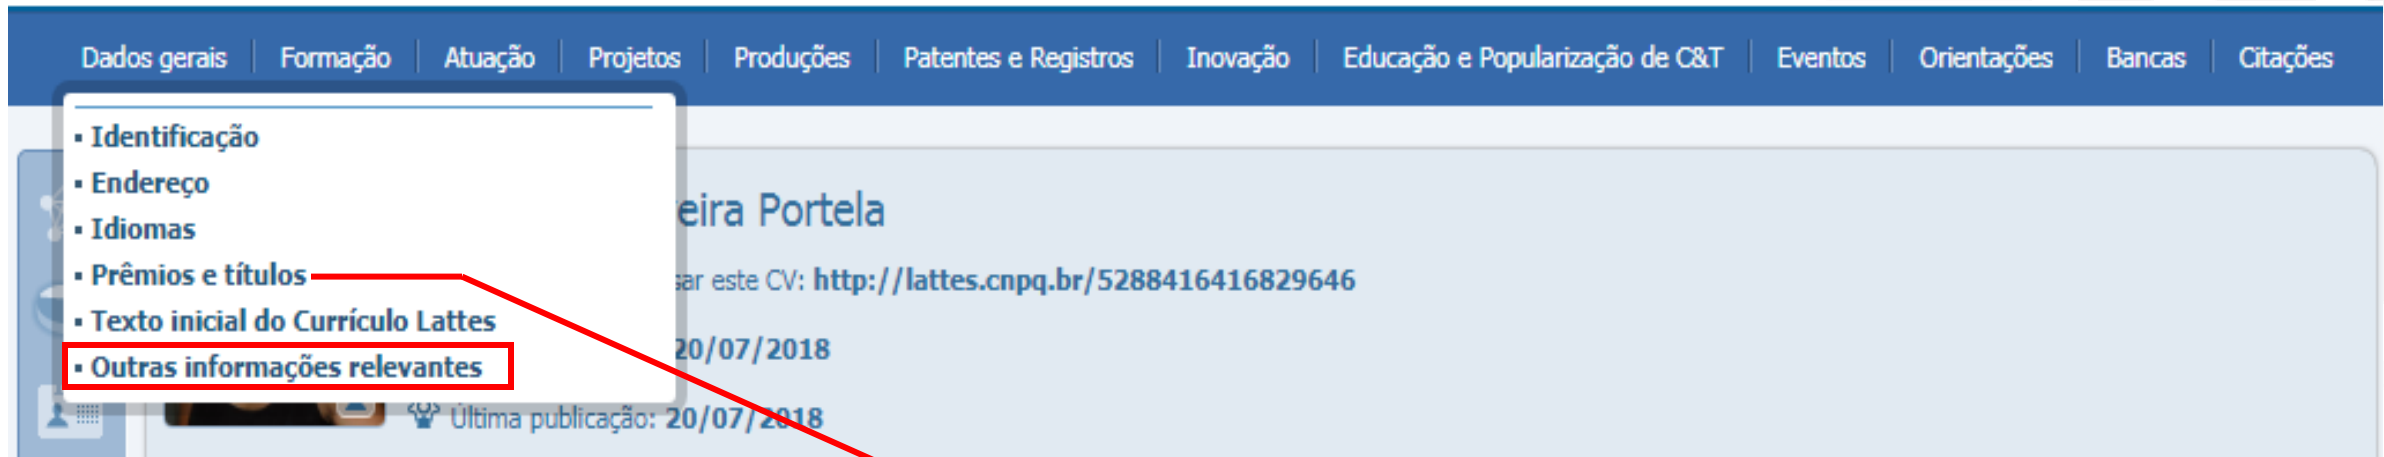 Dados gerais Formação Atuação Projetos Produções Patentes e Registros Inovação Educação e Popularização de C&T Eventos Orientações Bancas Citações
▪ Identificação
▪ Endereço
▪ Idiomas
▪ Prêmios e títulos
▪ Texto inicial do Currículo Lattes
▪ Outras informações relevantes
Portela
este CV: http://lattes.cnpq.br/5288416416829646
20/07/2018
Última publicação: 20/07/2018